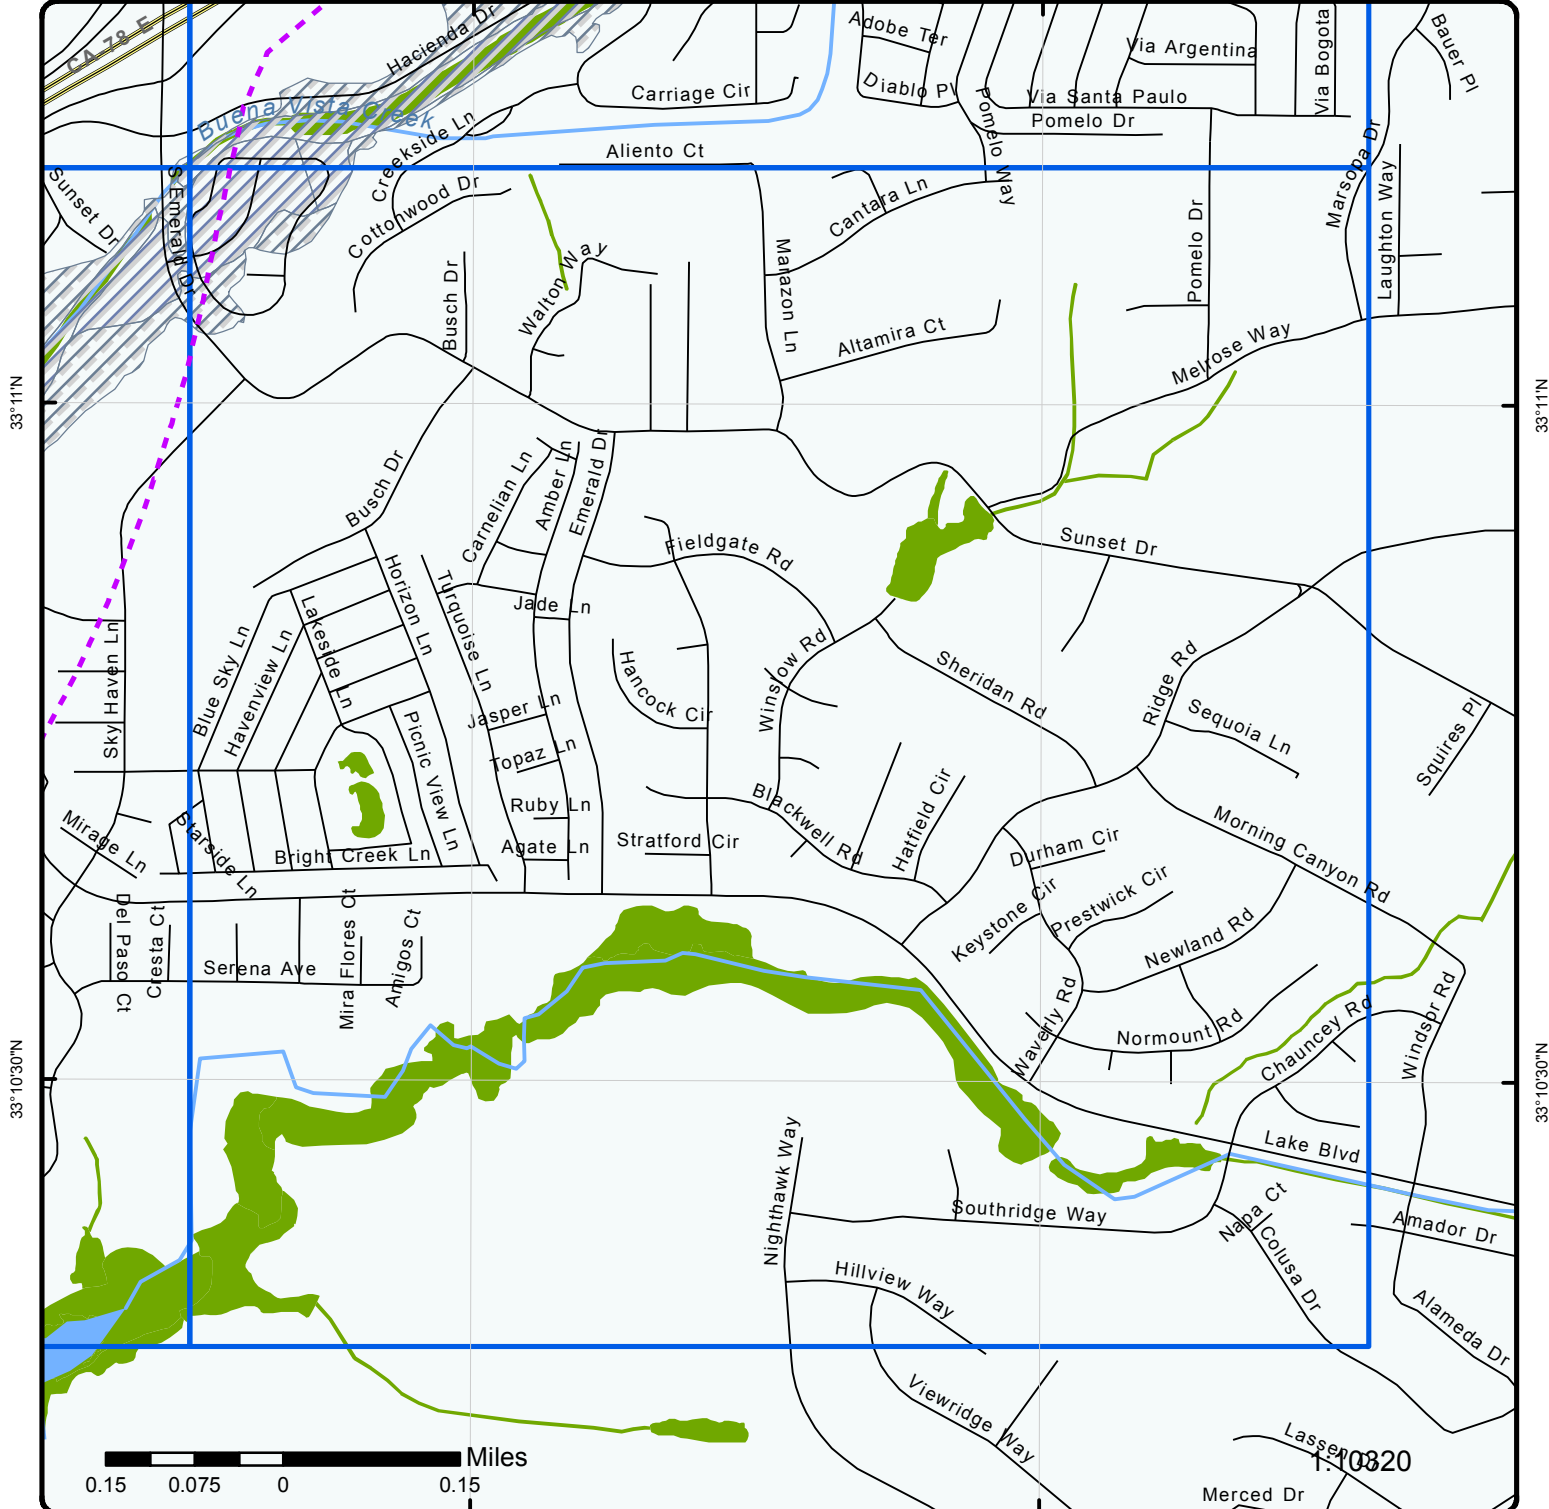 CA 78 E
Hacienda Dr
Adobe Ter
Via Argentina
Via Bogota
Bauer Pl
Buena Vista Creek
Carriage Cir
Diablo Pl
Via Santa Paulo
Pomelo Dr
Pomelo Way
Creekside Ln
Aliento Ct
Marsopa Dr
Sunset Dr
S Emerald Dr
Cottonwood Dr
Cantara Ln
Pomelo Dr
Laughton Way
Busch Dr
Walton Way
Marazon Ln
Altamira Ct
Melrose Way
33°11'N
33°11'N
Busch Dr
Carnelian Ln
Amber Ln
Emerald Dr
Fieldgate Rd
Sunset Dr
Horizon Ln
Turquoise Ln
Jade Ln
Lakeside Ln
Blue Sky Ln
Havenview Ln
Sky Haven Ln
Hancock Cir
Winslow Rd
Sheridan Rd
Ridge Rd
Sequoia Ln
Squires Pl
Jasper Ln
Topaz Ln
Picnic View Ln
Ruby Ln
Agate Ln
Stratford Cir
Blackwell Rd
Hatfield Cir
Durham Cir
Morning Canyon Rd
Mirage Ln
Starside Ln
Bright Creek Ln
Keystone Cir
Prestwick Cir
Newland Rd
Del Paso Ct
Cresta Ct
Serena Ave
Mira Flores Ct
Amigos Ct
Waverly Rd
Normount Rd
Chauncey Rd
Windsor Rd
33°10'30"N
33°10'30"N
Lake Blvd
Nighthawk Way
Southridge Way
Napa Ct
Colusa Dr
Amador Dr
Hillview Way
Alameda Dr
Viewridge Way
Lassen Dr
1:10320
Merced Dr
Miles
0.15 0.075 0 0.15